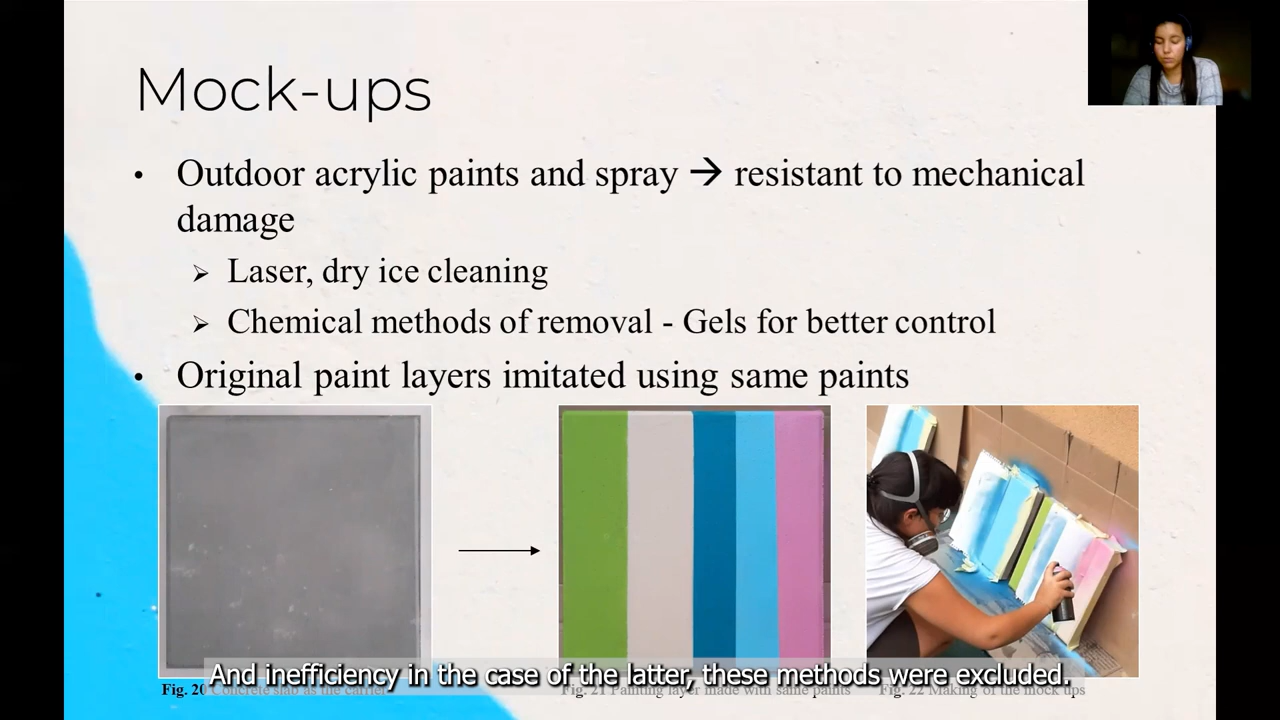 Mock-ups
• Outdoor acrylic paints and spray → resistant to mechanical
damage
➢ Laser, dry ice cleaning
➢ Chemical methods of removal - Gels for better control
• Original paint layers imitated using same paints
And inefficiency in the case of the latter, these methods were excluded.
Fig. 20 Concrete slab as the carrier
Fig. 21 Painting layer made with same paints
Fig. 22 Making of the mock ups